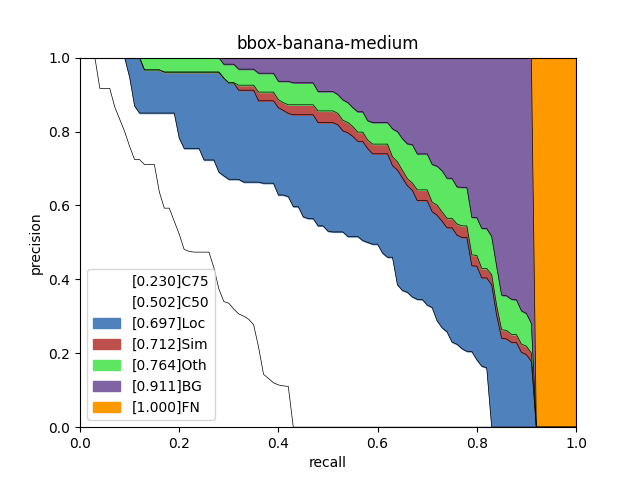 bbox-banana-medium
1.0
0.8
0.6
0.4
0.2
0.0
precision
[0.230]C75
[0.502]C50
[0.697]Loc
[0.712]Sim
[0.764]Oth
[0.911]BG
[1.000]FN
0.0 0.2 0.4 0.6 0.8 1.0
recall